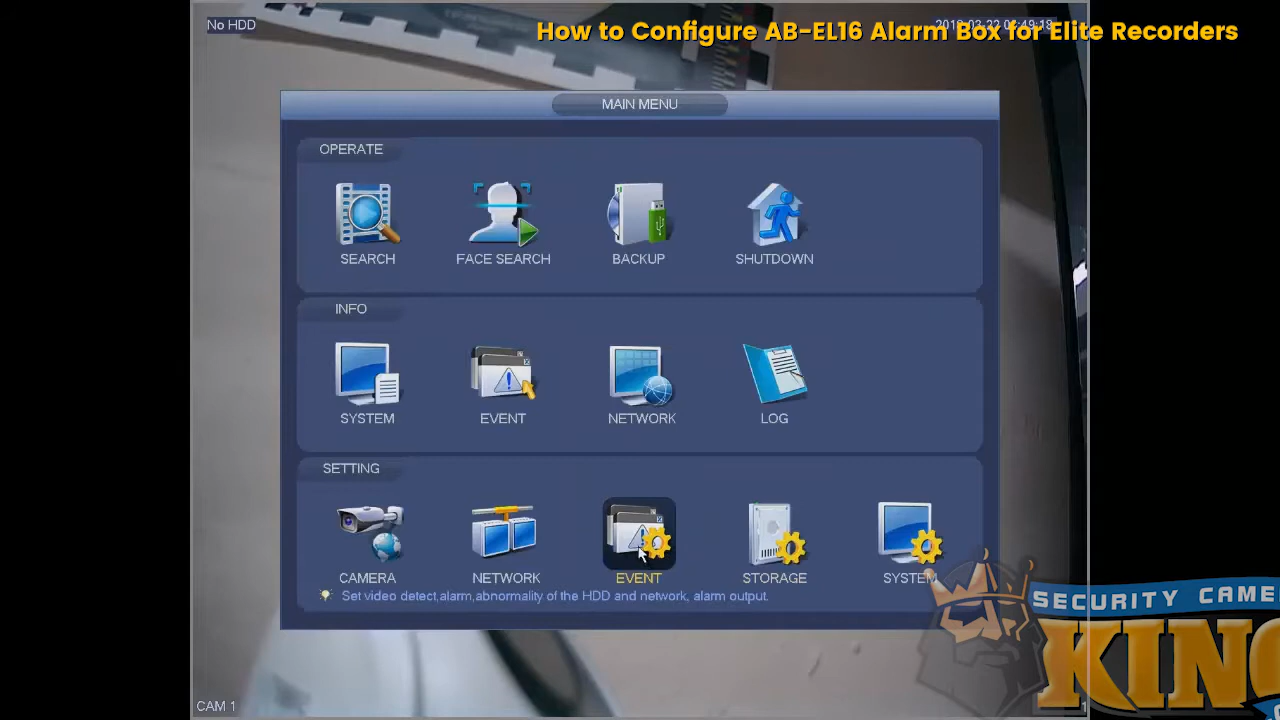 No HDD
How to Configure AB-EL16 Alarm Box for Elite Recorders
MAIN MENU
OPERATE
SEARCH FACE SEARCH BACKUP SHUTDOWN
INFO
SYSTEM EVENT NETWORK LOG
SETTING
CAMERA NETWORK EVENT STORAGE SYSTEM
Set video detect,alarm,abnormality of the HDD and network, alarm output.
SECURITY CAME
KING
CAM 1